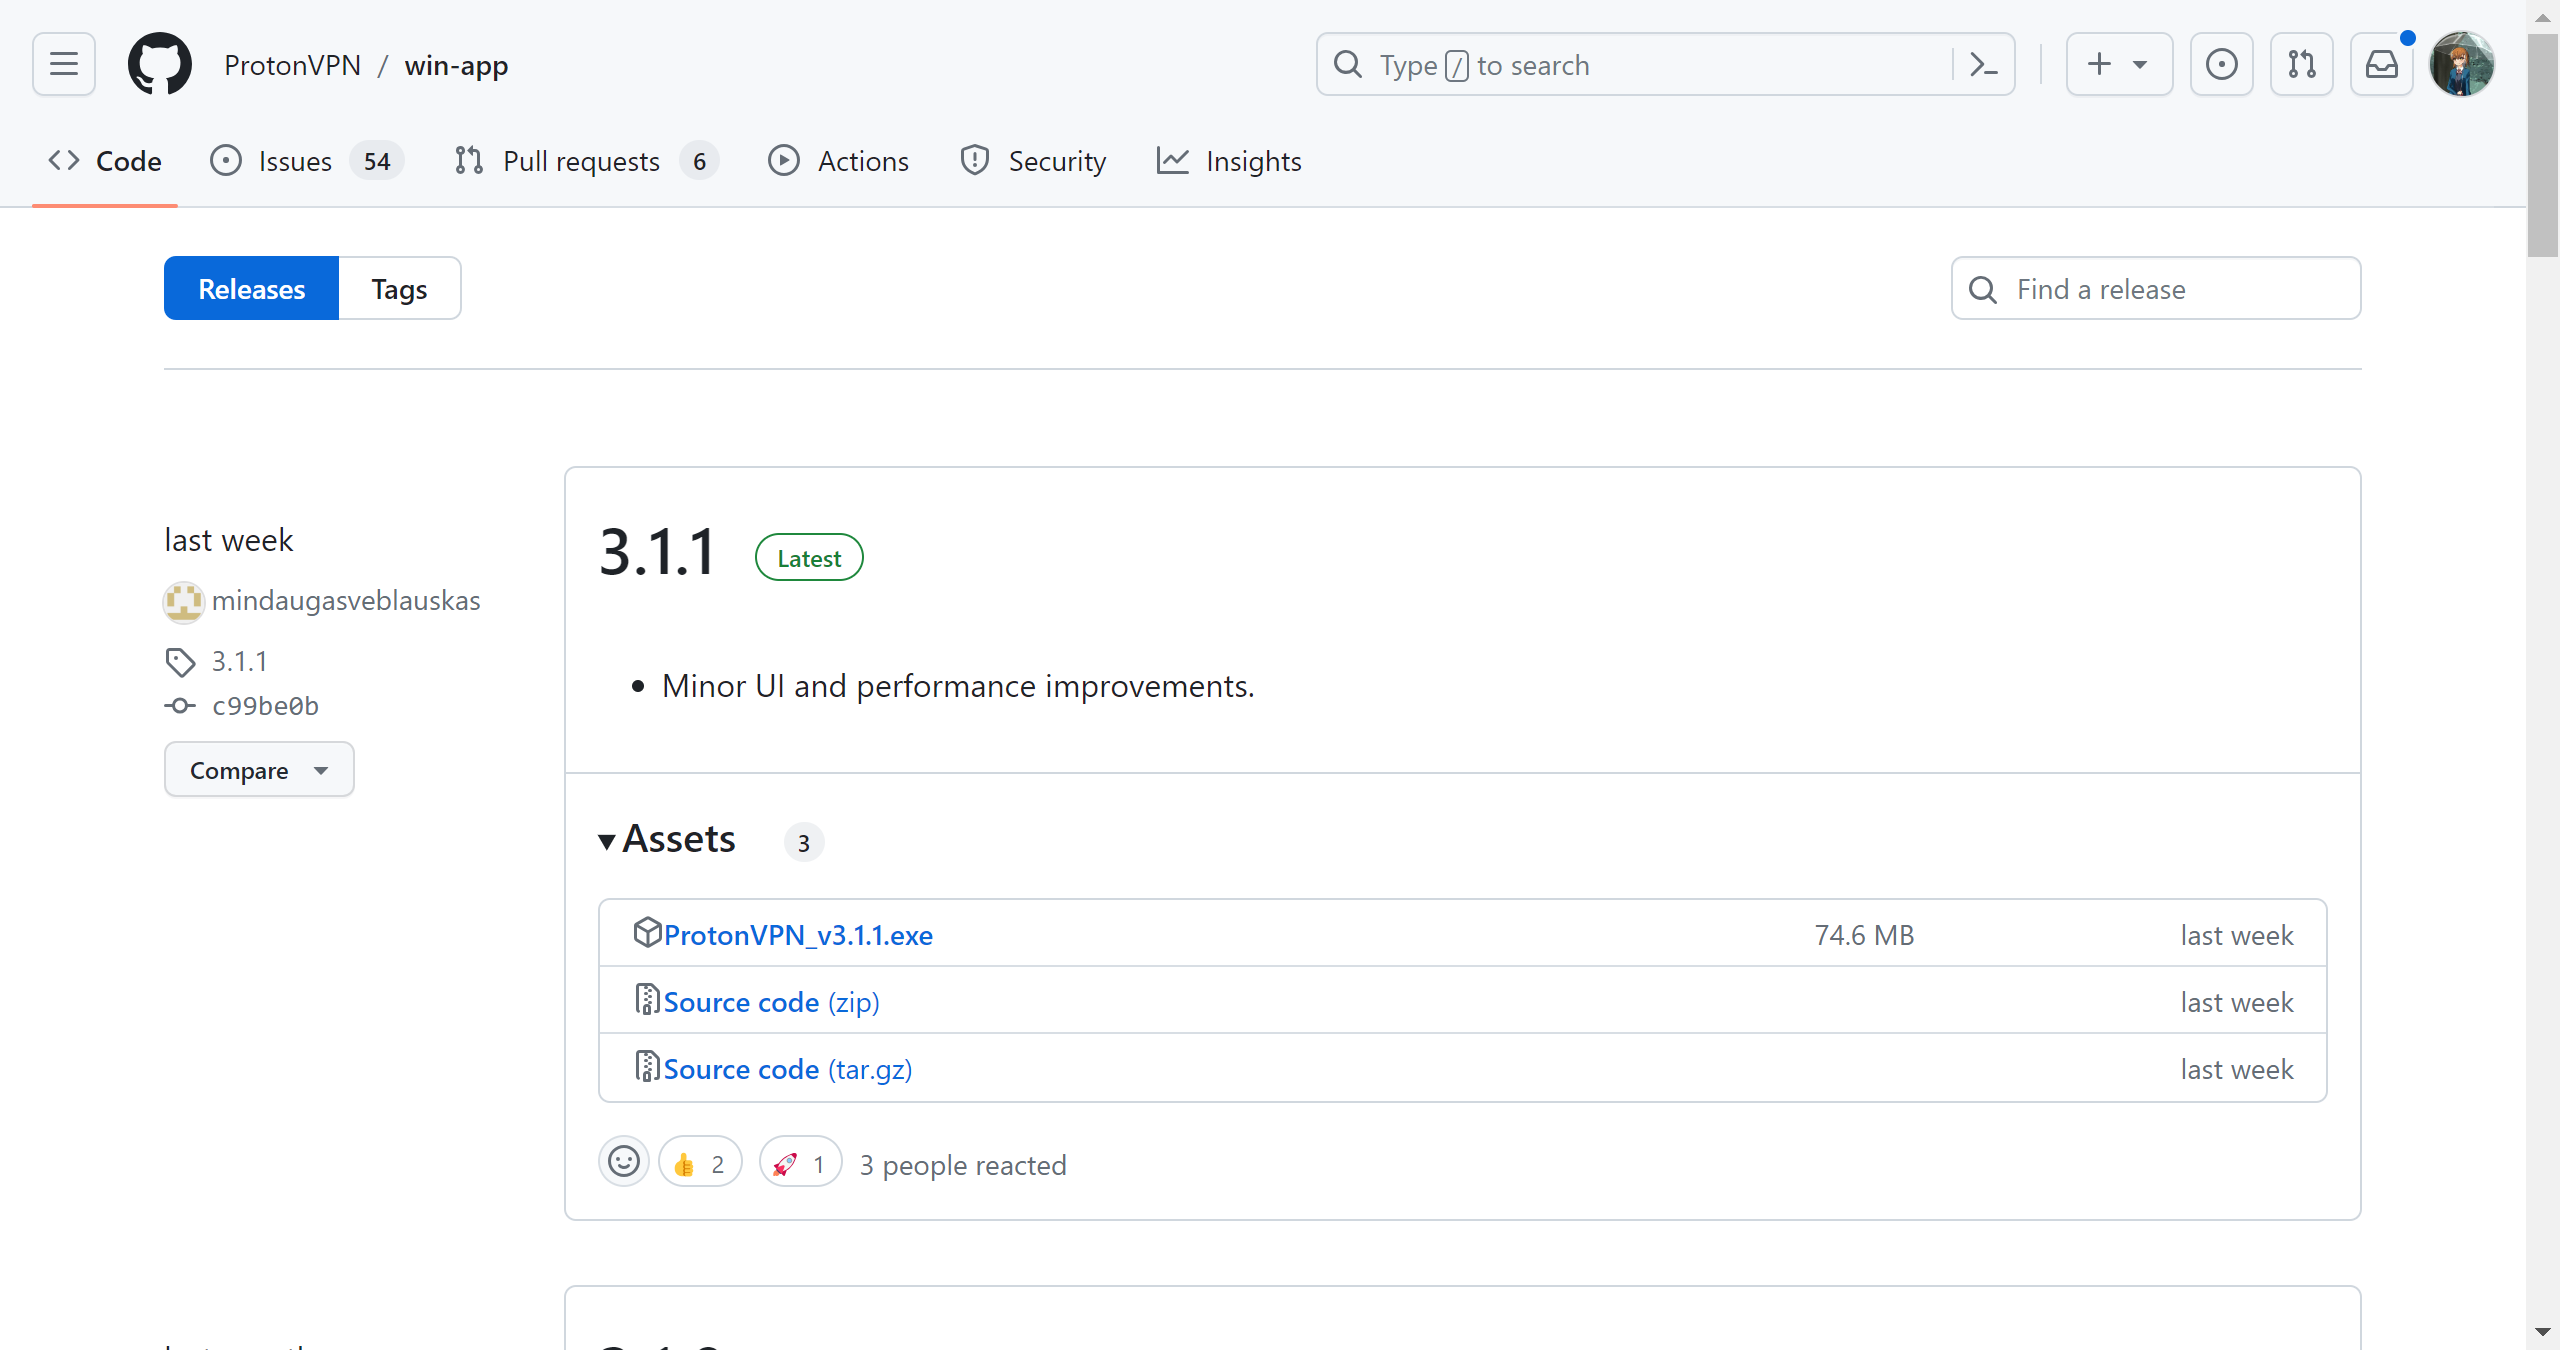 ProtonVPN / win-app
Type / to search
Code
Issues 54
Pull requests 6
Actions
Security
Insights
Releases
Tags
Find a release
last week
mindaugasveblauskas
3.1.1
c99be0b
Compare
3.1.1 Latest
Minor UI and performance improvements.
Assets 3
ProtonVPN_v3.1.1.exe 74.6 MB last week
Source code (zip) last week
Source code (tar.gz) last week
2 1 3 people reacted